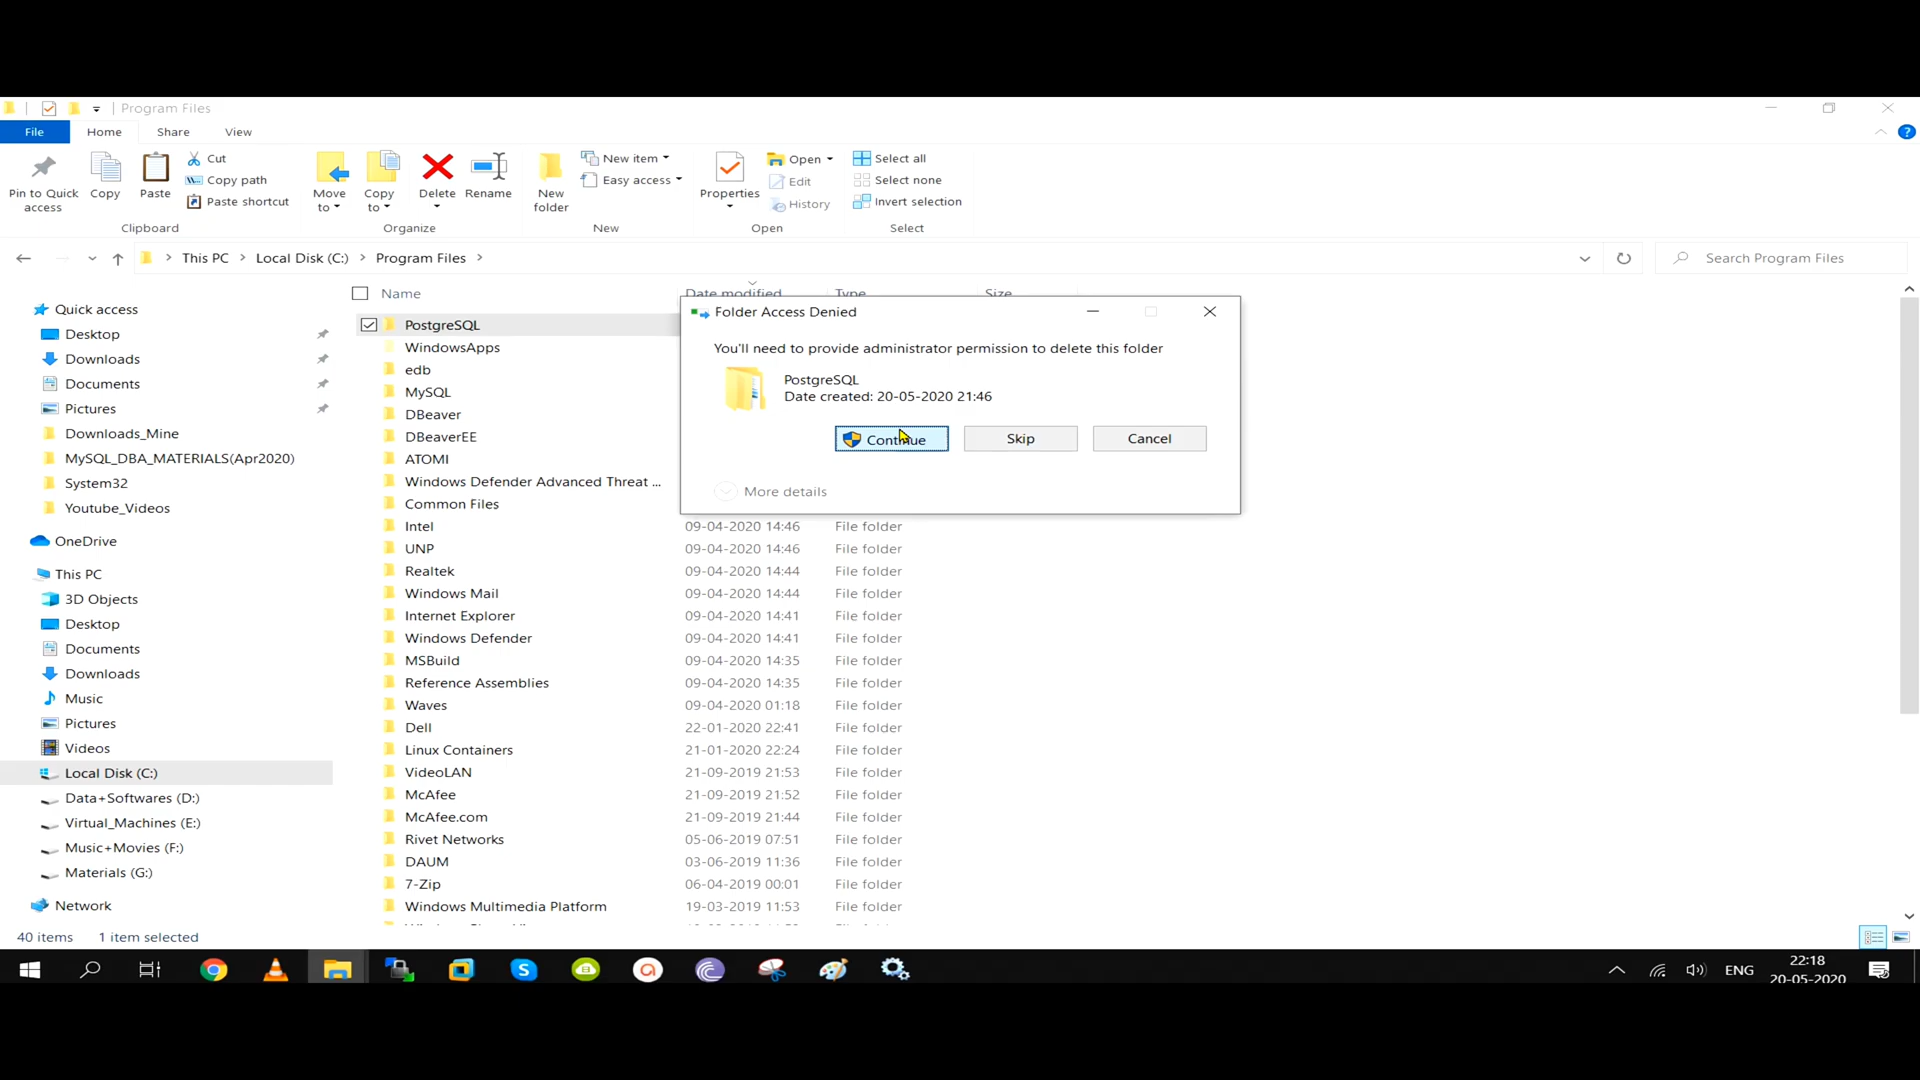 Program Files
File Home Share View
Pin to Quick access
Copy
Paste
Cut
Copy path
Paste shortcut
Clipboard
Move to
Copy to
Delete
Rename
Organize
New folder
New item
Easy access
New
Properties
Open
Edit
History
Open
Select all
Select none
Invert selection
Select
This PC Local Disk (C:) Program Files
Search Program Files
Quick access
Desktop
Downloads
Documents
Pictures
Downloads_Mine
MySQL_DBA_MATERIALS(Apr2020)
System32
Youtube_Videos
OneDrive
This PC
3D Objects
Desktop
Documents
Downloads
Music
Pictures
Videos
Local Disk (C:)
Data+Softwares (D:)
Virtual_Machines (E:)
Music+Movies (F:)
Materials (G:)
Network
Name Date modified Type Size
PostgreSQL
WindowsApps
edb
MySQL
DBeaver
DBeaverEE
ATOMI
Windows Defender Advanced Threat ...
Common Files
Intel 09-04-2020 14:46 File folder
UNP 09-04-2020 14:46 File folder
Realtek 09-04-2020 14:44 File folder
Windows Mail 09-04-2020 14:44 File folder
Internet Explorer 09-04-2020 14:41 File folder
Windows Defender 09-04-2020 14:41 File folder
MSBuild 09-04-2020 14:35 File folder
Reference Assemblies 09-04-2020 14:35 File folder
Waves 09-04-2020 01:18 File folder
Dell 22-01-2020 22:41 File folder
Linux Containers 21-01-2020 22:24 File folder
VideoLAN 21-09-2019 21:53 File folder
McAfee 21-09-2019 21:52 File folder
McAfee.com 21-09-2019 21:44 File folder
Rivet Networks 05-06-2019 07:51 File folder
DAUM 03-06-2019 11:36 File folder
7-Zip 06-04-2019 00:01 File folder
Windows Multimedia Platform 19-03-2019 11:53 File folder
Folder Access Denied
You'll need to provide administrator permission to delete this folder
PostgreSQL
Date created: 20-05-2020 21:46
Continue Skip Cancel
More details
40 items 1 item selected
ENG
22:18
20-05-2020